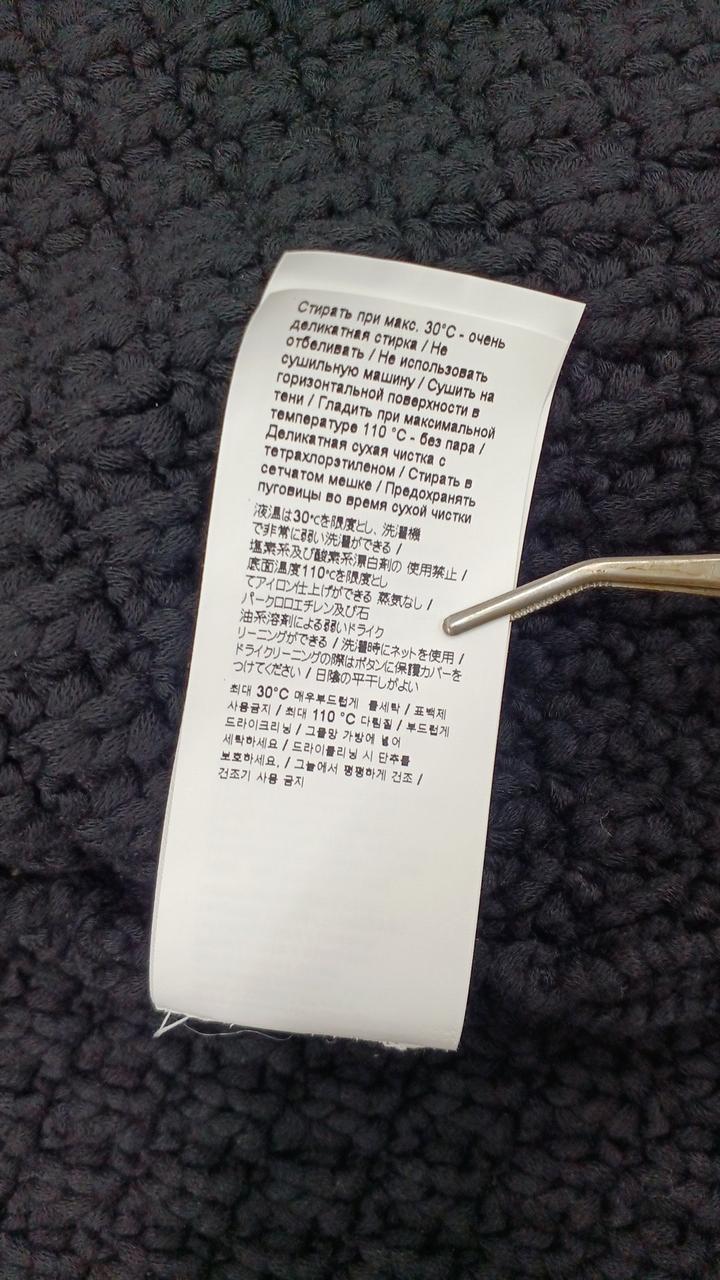 Стирать при макс. 30°C - очень
деликатная стирка / Не
отбеливать / Не использовать
сушильную машину / Сушить на
горизонтальной поверхности в
тени / Гладить при максимальной
температуре 110 °C - без пара /
Деликатная сухая чистка с
тетрахлорэтиленом / Стирать в
сетчатом мешке / Предохранять
пуговицы во время сухой чистки
液温は30℃を限度とし、洗濯機
で非常に弱い洗濯ができる /
塩素系及び酸素系漂白剤の 使用禁止 /
底面温度110℃を限度とし
てアイロン仕上げができる 蒸気なし /
パークロロエチレン及び石
油系溶剤による弱いドライク
リーニングができる / 洗濯時にネットを使用 /
ドライクリーニングの際はボタンに保護カバーを
つけてください / 日陰の平干しがよい
최대 30°C 매우부드럽게 물세탁 / 표백제
사용금지 / 최대 110 °C 다림질 / 부드럽게
드라이크리닝 / 그물망 가방에 넣어
세탁하세요 / 드라이클리닝 시 단추를
보호하세요. / 그늘에서 평평하게 건조 /
건조기 사용 금지